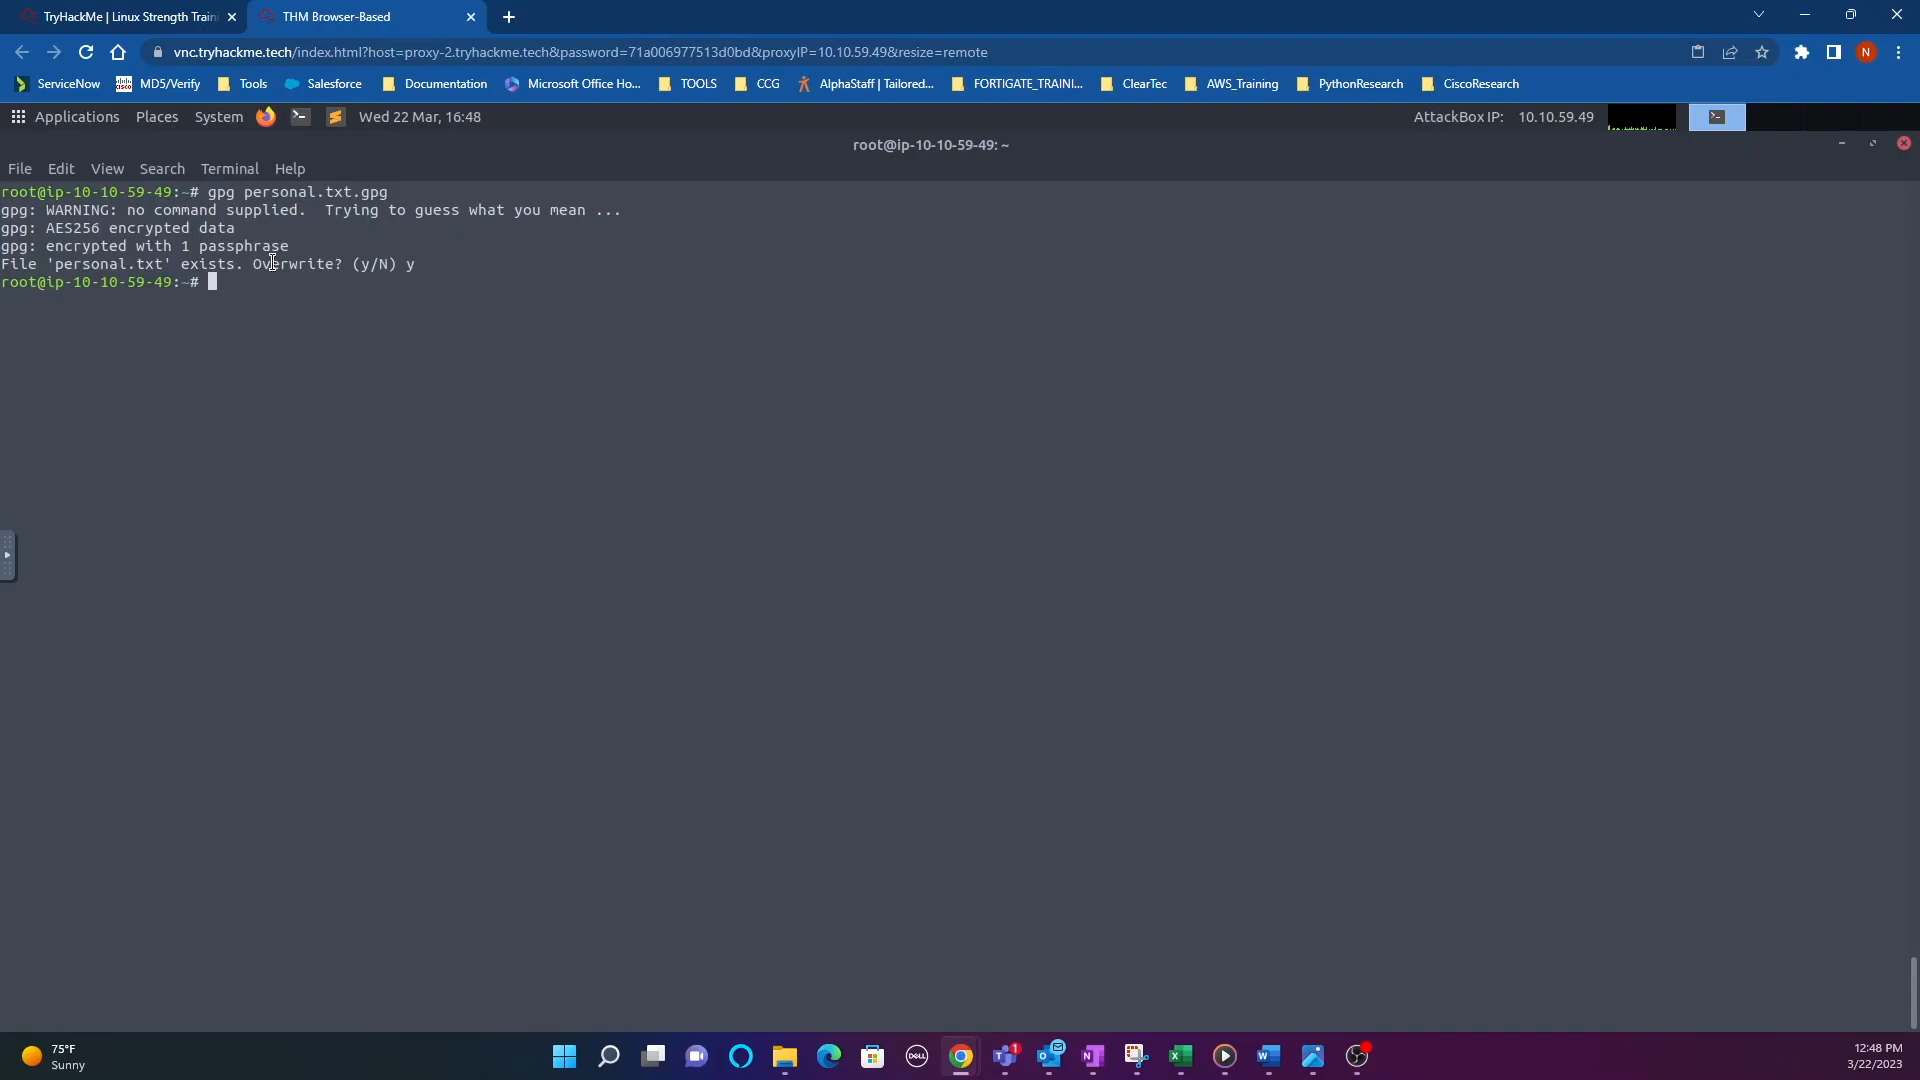 TryHackMe | Linux Strength Traini
THM Browser-Based
vnc.tryhackme.tech/index.html?host=proxy-2.tryhackme.tech&password=71a006977513d0bd&proxyIP=10.10.59.49&resize=remote
N
ServiceNow
MD5/Verify
Tools
Salesforce
Documentation
Microsoft Office Ho...
TOOLS
CCG
AlphaStaff | Tailored...
FORTIGATE_TRAINI...
ClearTec
AWS_Training
PythonResearch
CiscoResearch
Applications Places System
Wed 22 Mar, 16:48
AttackBox IP: 10.10.59.49
root@ip-10-10-59-49: ~
File Edit View Search Terminal Help
root@ip-10-10-59-49:~# gpg personal.txt.gpg
gpg: WARNING: no command supplied.  Trying to guess what you mean ...
gpg: AES256 encrypted data
gpg: encrypted with 1 passphrase
File 'personal.txt' exists. Overwrite? (y/N) y
root@ip-10-10-59-49:~#
75°F
Sunny
12:48 PM
3/22/2023